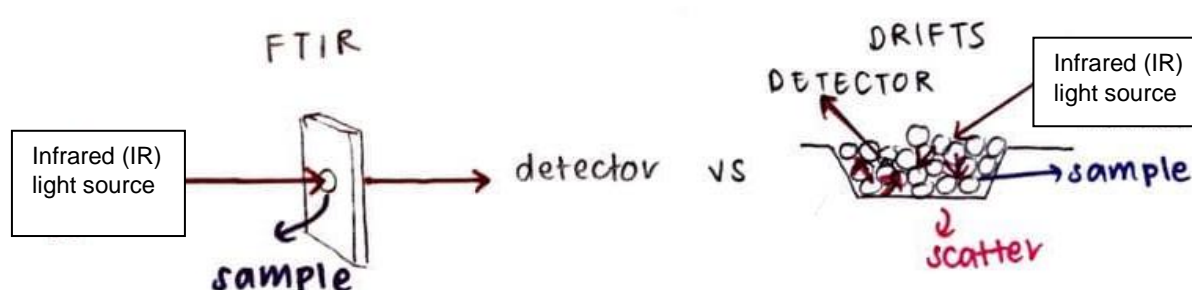 FTIR
Infrared (IR)
light source
sample
detector
vs
DRIFTS
DETECTOR
Infrared (IR)
light source
sample
scatter